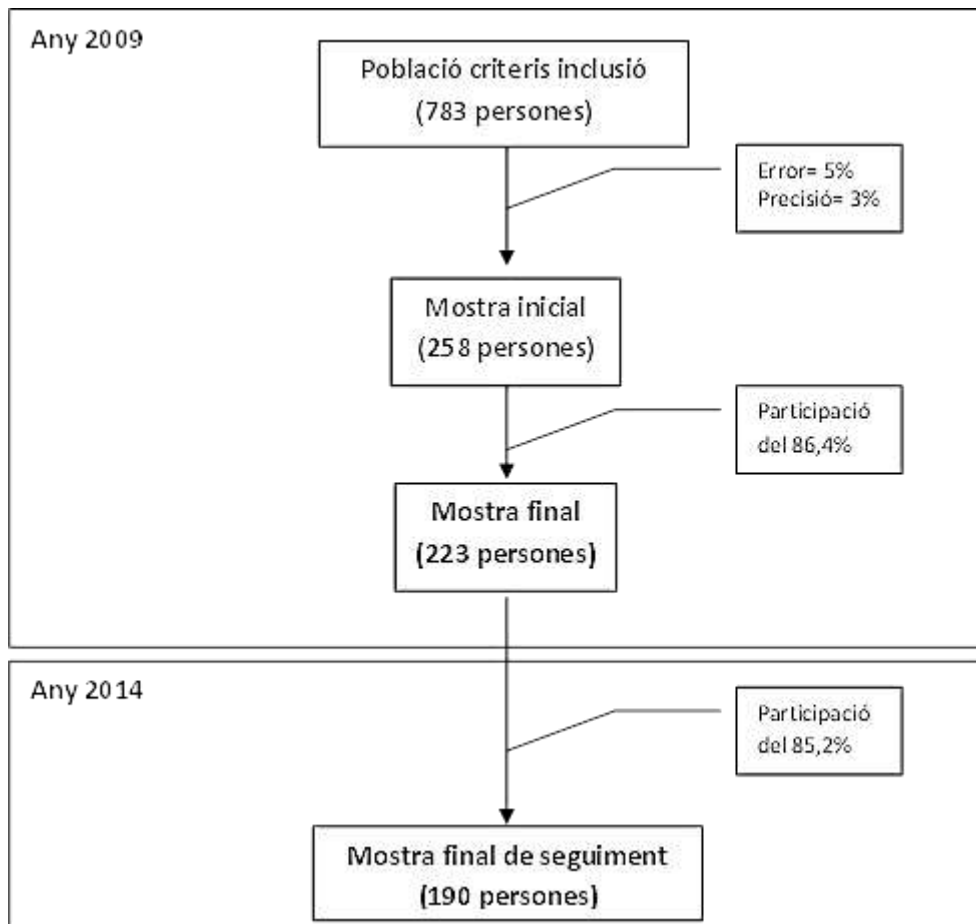 Any 2009
Població criteris inclusió
(783 persones)
Error= 5%
Precisió= 3%
Mostra inicial
(258 persones)
Participació
del 86,4%
Mostra final
(223 persones)
Any 2014
Participació
del 85,2%
Mostra final de seguiment
(190 persones)